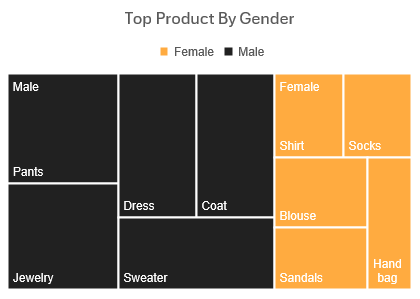 Top Product By Gender
Female Male
Male
Pants
Jewelry
Dress
Coat
Sweater
Female
Shirt
Socks
Blouse
Sandals
Hand
bag